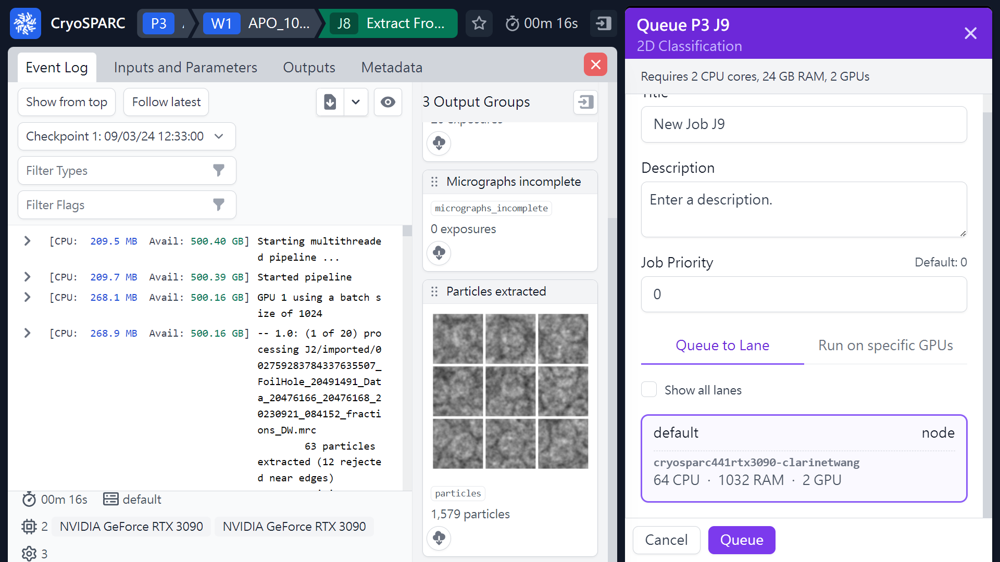 CryoSPARC
P3
W1
APO_10...
J8
Extract Fro...
00m 16s
Event Log
Inputs and Parameters
Outputs
Metadata
Show from top
Follow latest
Checkpoint 1: 09/03/24 12:33:00
Filter Types
Filter Flags
[CPU: 209.5 MB Avail: 500.40 GB] Starting multithreade
d pipeline ...
[CPU: 209.7 MB Avail: 500.39 GB] Started pipeline
[CPU: 268.1 MB Avail: 500.16 GB] GPU 1 using a batch s
ize of 1024
[CPU: 268.9 MB Avail: 500.16 GB] -- 1.0: (1 of 20) pro
cessing J2/imported/0
02759283784337635507_
FoilHole_20491491_Dat
a_20476166_20476168_2
0230921_084152_fracti
ons_DW.mrc
63 particles
extracted (12 rejecte
d near edges)
00m 16s
default
2
NVIDIA GeForce RTX 3090
NVIDIA GeForce RTX 3090
3
3 Output Groups
20 exposures
Micrographs incomplete
micrographs_incomplete
0 exposures
Particles extracted
particles
1,579 particles
Queue P3 J9
2D Classification
Requires 2 CPU cores, 24 GB RAM, 2 GPUs
Title
New Job J9
Description
Enter a description.
Job Priority
Default: 0
0
Queue to Lane
Run on specific GPUs
Show all lanes
default
node
cryosparc441rtx3090-clarinetwang
64 CPU · 1032 RAM · 2 GPU
Cancel
Queue